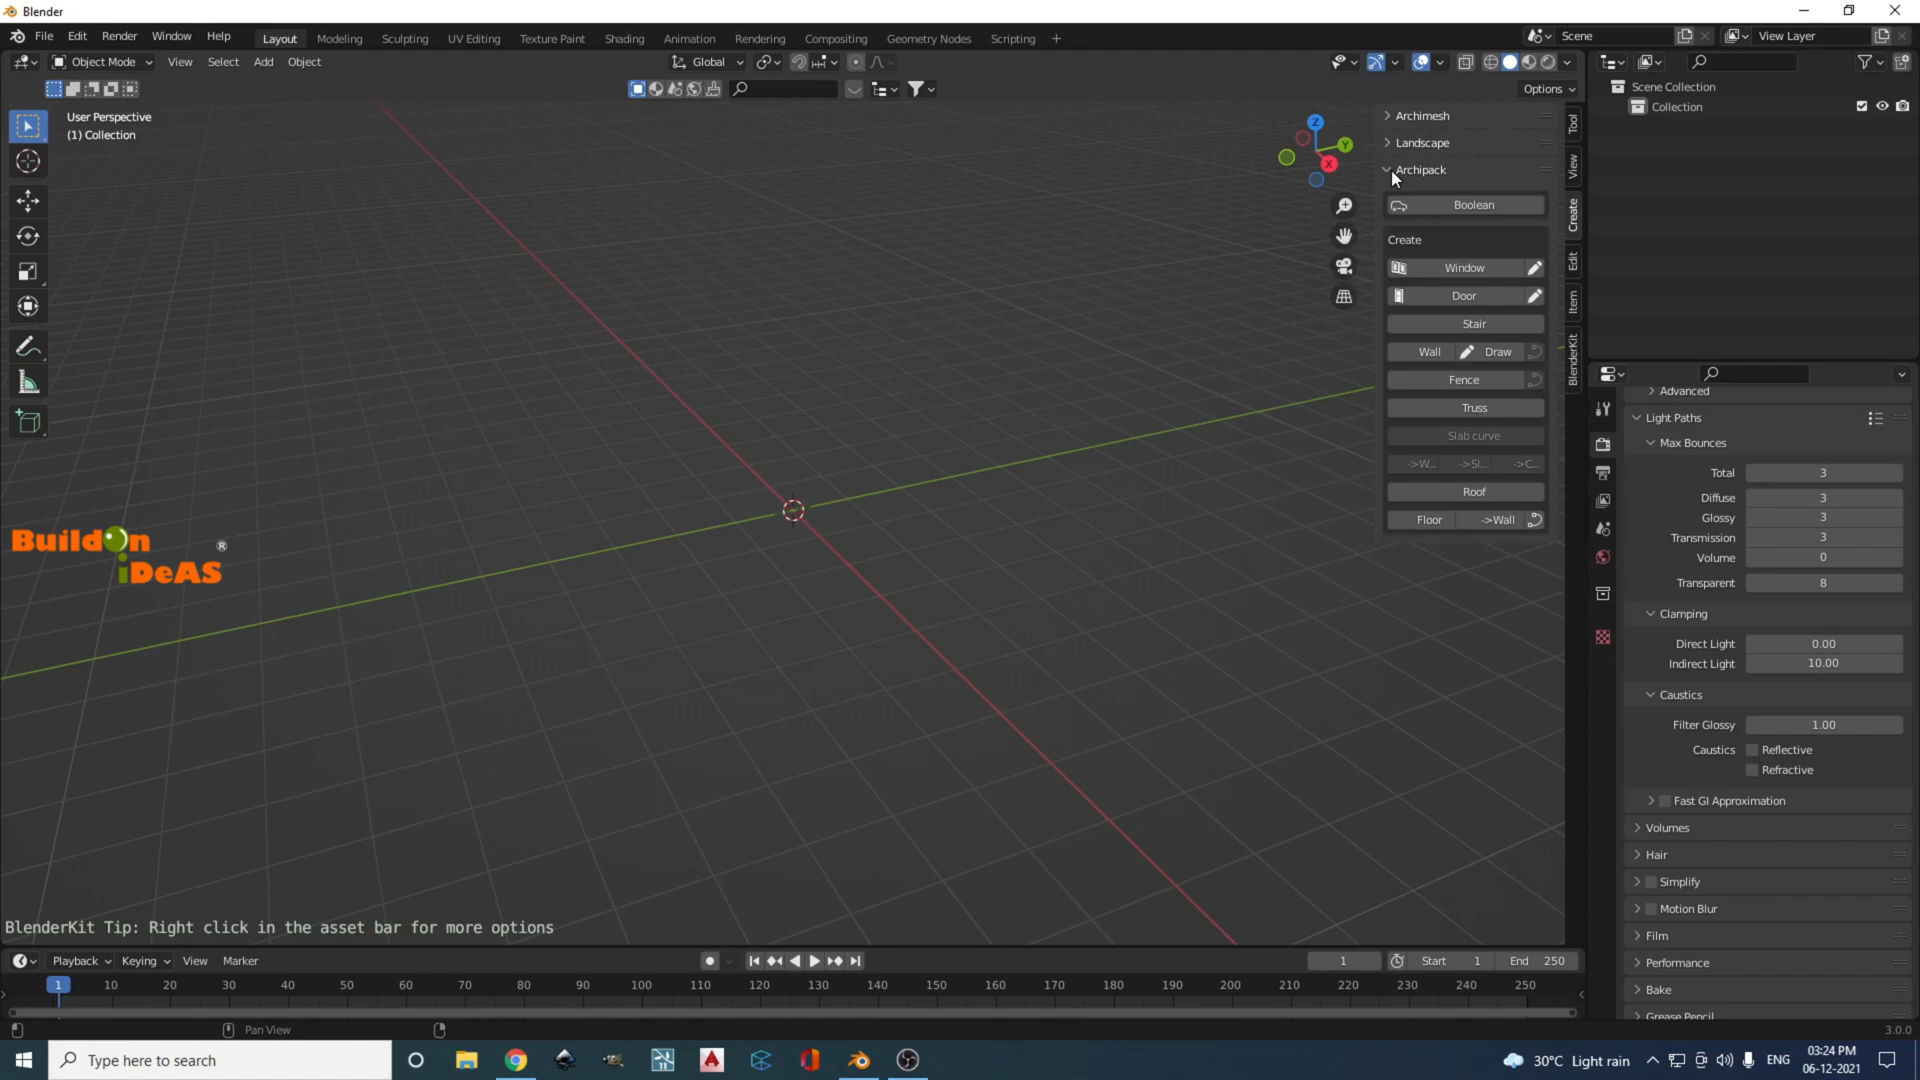 Blender
File Edit Render Window Help
Layout Modeling Sculpting UV Editing Texture Paint Shading Animation Rendering Compositing Geometry Nodes Scripting +
Scene
View Layer
Object Mode View Select Add Object
Global
Options
User Perspective
(1) Collection
Z
Y
X
Archimesh
Landscape
Archipack
Boolean
Create
Window
Door
Stair
Wall Draw
Fence
Truss
Slab curve
->W... ->Sl... ->C...
Roof
Floor ->Wall
Tool
View
Create
Edit
Item
BlenderKit
Scene Collection
Collection
Advanced
Light Paths
Max Bounces
Total 3
Diffuse 3
Glossy 3
Transmission 3
Volume 0
Transparent 8
Clamping
Direct Light 0.00
Indirect Light 10.00
Caustics
Filter Glossy 1.00
Caustics Reflective
Refractive
Fast GI Approximation
Volumes
Hair
Simplify
Motion Blur
Film
Performance
Bake
Grease Pencil
BuildOn ®
iDeAS
BlenderKit Tip: Right click in the asset bar for more options
Playback Keying View Marker
1
Start 1 End 250
1 10 20 30 40 50 60 70 80 90 100 110 120 130 140 150 160 170 180 190 200 210 220 230 240 250
Pan View
3.0.0
Type here to search
30°C Light rain
ENG
03:24 PM
06-12-2021